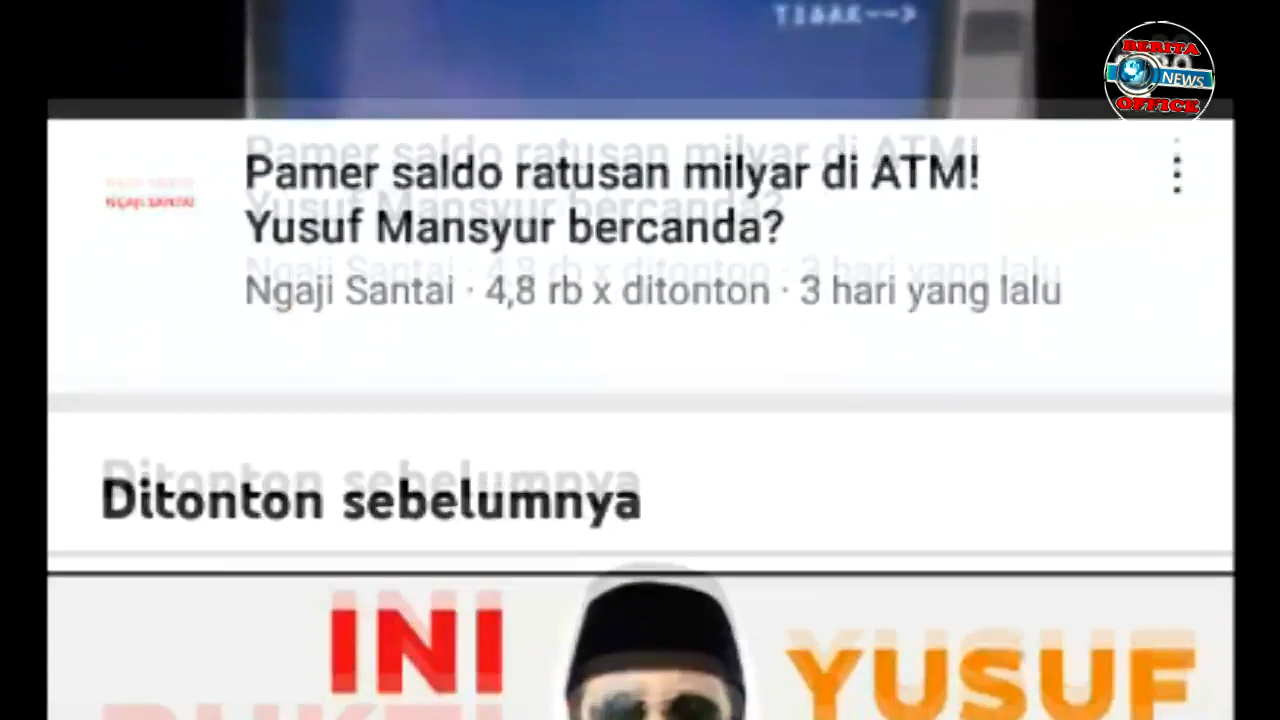 TIDAK-->
BERITA
NEWS
OFFICE
Pamer saldo ratusan milyar di ATM!
Yusuf Mansyur bercanda?
Ngaji Santai · 4,8 rb x ditonton · 3 hari yang lalu
NGAJI SANTAI
Ditonton sebelumnya
INI
YUSUF
BUKTI